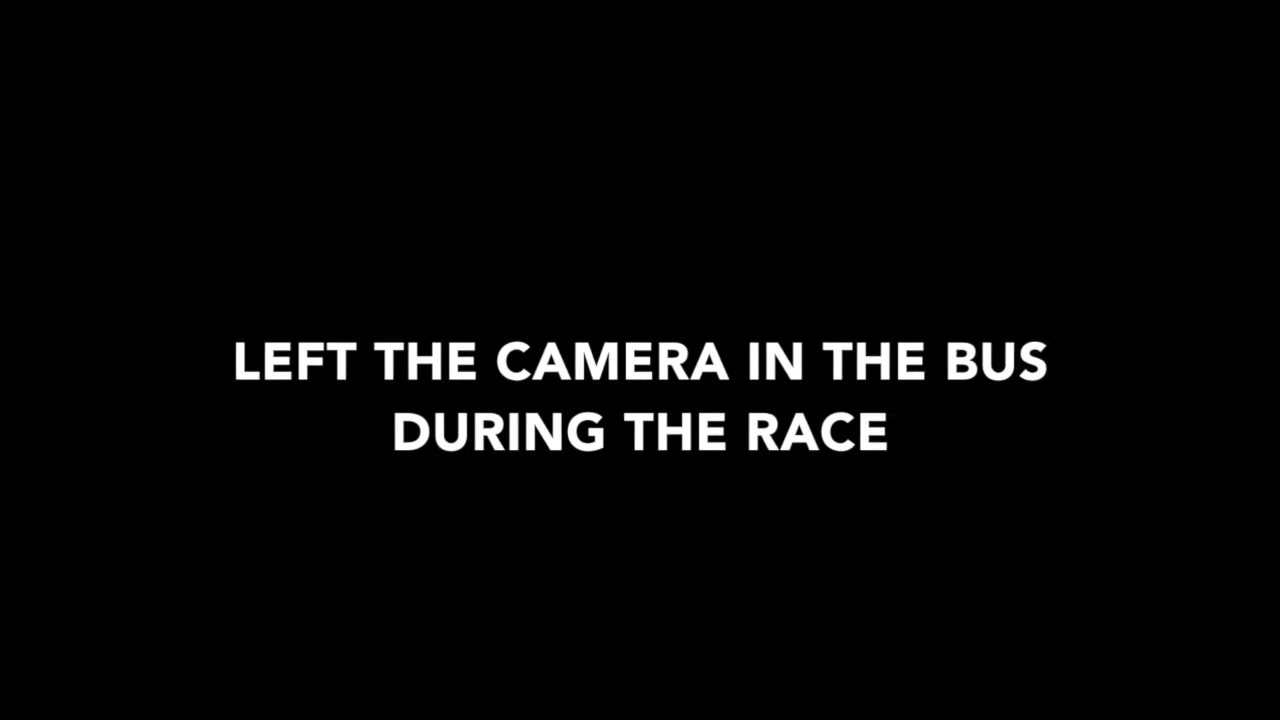 LEFT THE CAMERA IN THE BUS
DURING THE RACE